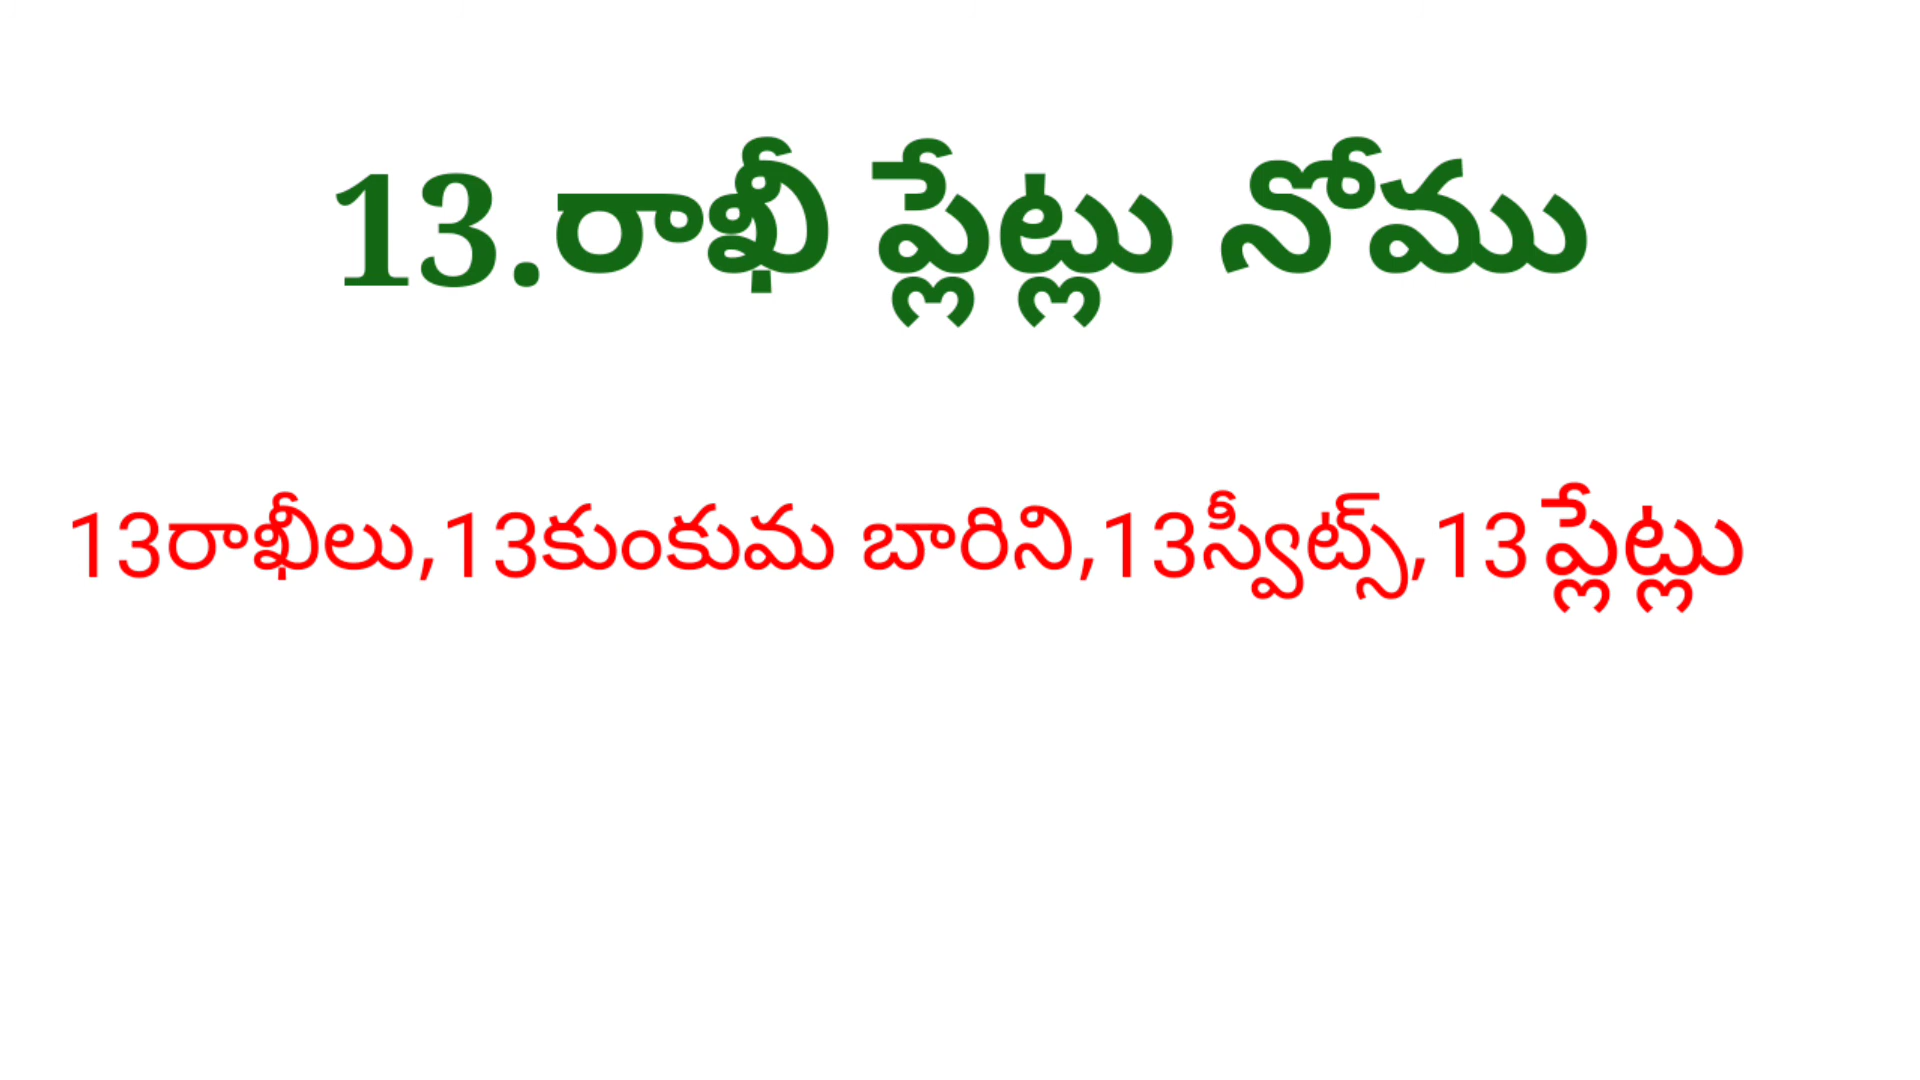 13.రాఖీ ప్లేట్లు నోము
13రాఖీలు,13కుంకుమ బారిని,13స్వీట్స్,13 ప్లేట్లు